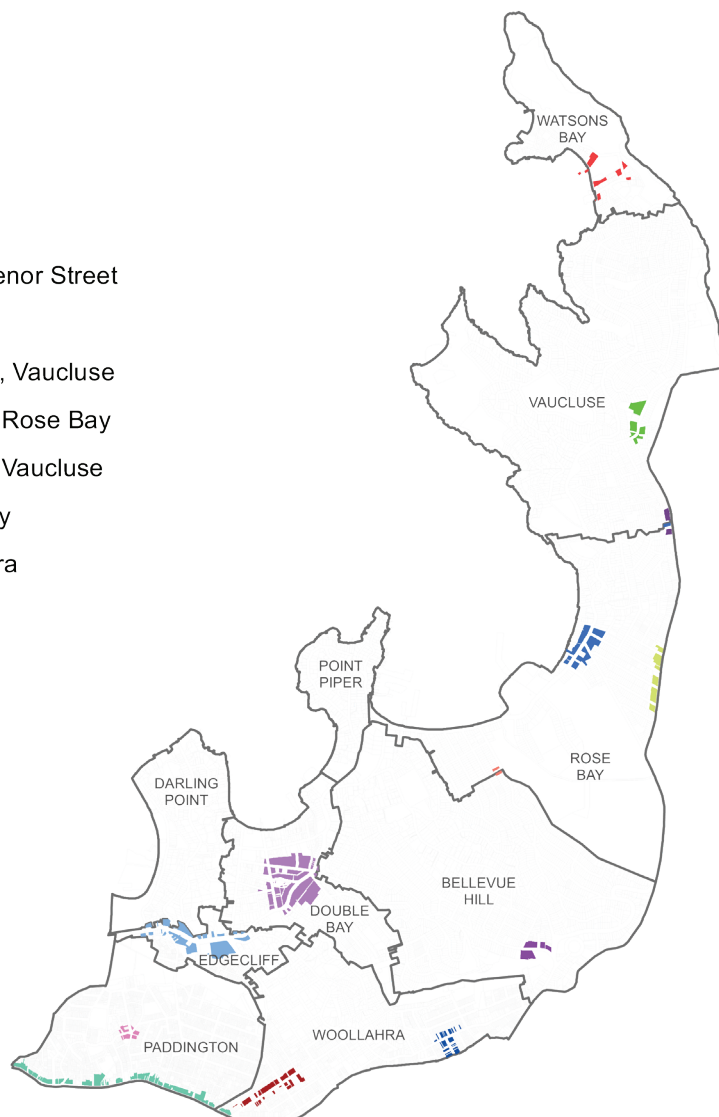 WATSONS
BAY
enor Street
, Vaucluse
VAUCLUSE
Rose Bay
Vaucluse
y
ra
POINT
PIPER
ROSE
BAY
DARLING
POINT
BELLEVUE
HILL
DOUBLE
BAY
EDGECLIFF
WOOLLAHRA
PADDINGTON